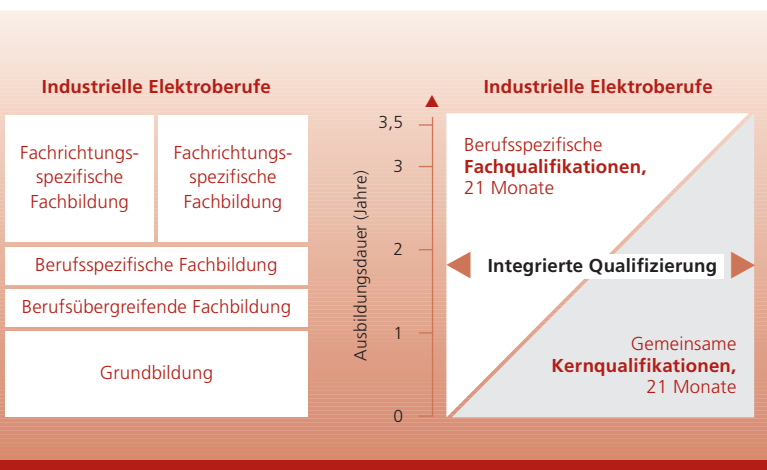 Industrielle Elektroberufe
Fachrichtungs-
spezifische
Fachbildung
Fachrichtungs-
spezifische
Fachbildung
Berufsspezifische Fachbildung
Berufsübergreifende Fachbildung
Grundbildung
Industrielle Elektroberufe
Ausbildungsdauer (Jahre)
3,5
3
2
1
0
Berufsspezifische
Fachqualifikationen,
21 Monate
Integrierte Qualifizierung
Gemeinsame
Kernqualifikationen,
21 Monate